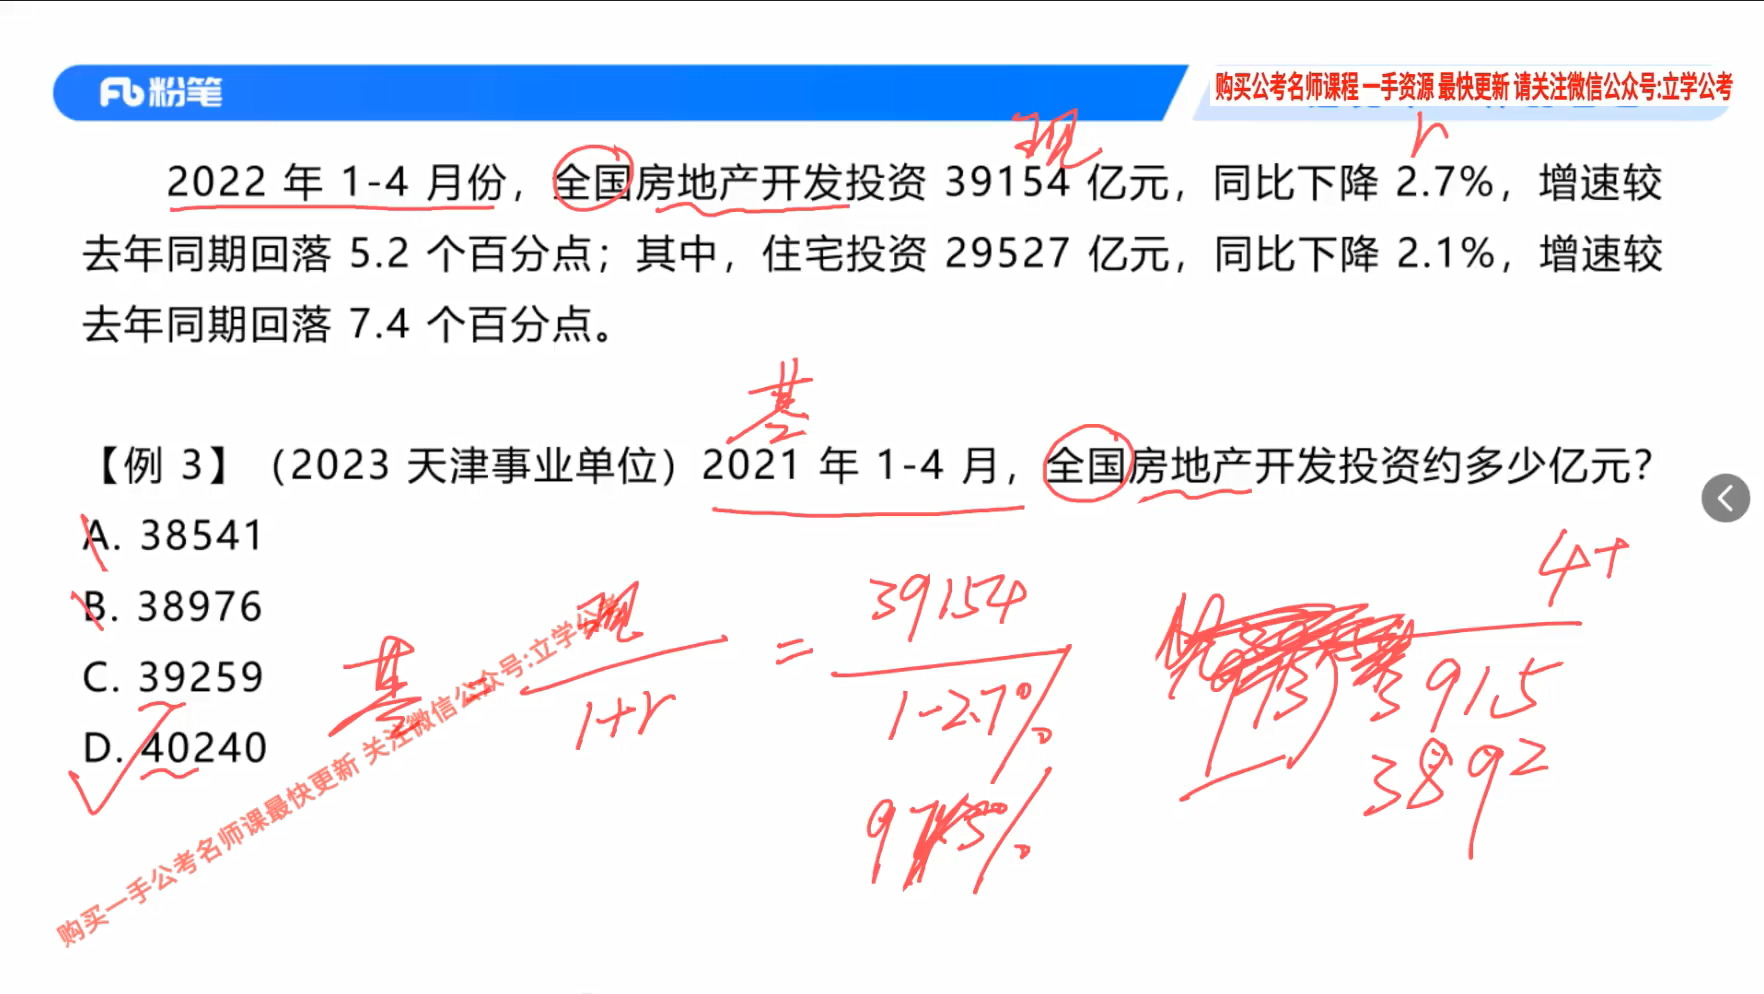 粉笔
购买公考名师课程 一手资源 最快更新 请关注微信公众号:立学公考
现
r
2022 年 1-4 月份，全国房地产开发投资 39154 亿元，同比下降 2.7%，增速较
去年同期回落 5.2 个百分点；其中，住宅投资 29527 亿元，同比下降 2.1%，增速较
去年同期回落 7.4 个百分点。
基
【例 3】（2023 天津事业单位）2021 年 1-4 月，全国房地产开发投资约多少亿元？
A. 38541
B. 38976
C. 39259
D. 40240
基 = 现
1+r
= 39154
1-2.7%
4+
3915
3892
购买一手公考名师课最快更新 关注微信公众号:立学公考